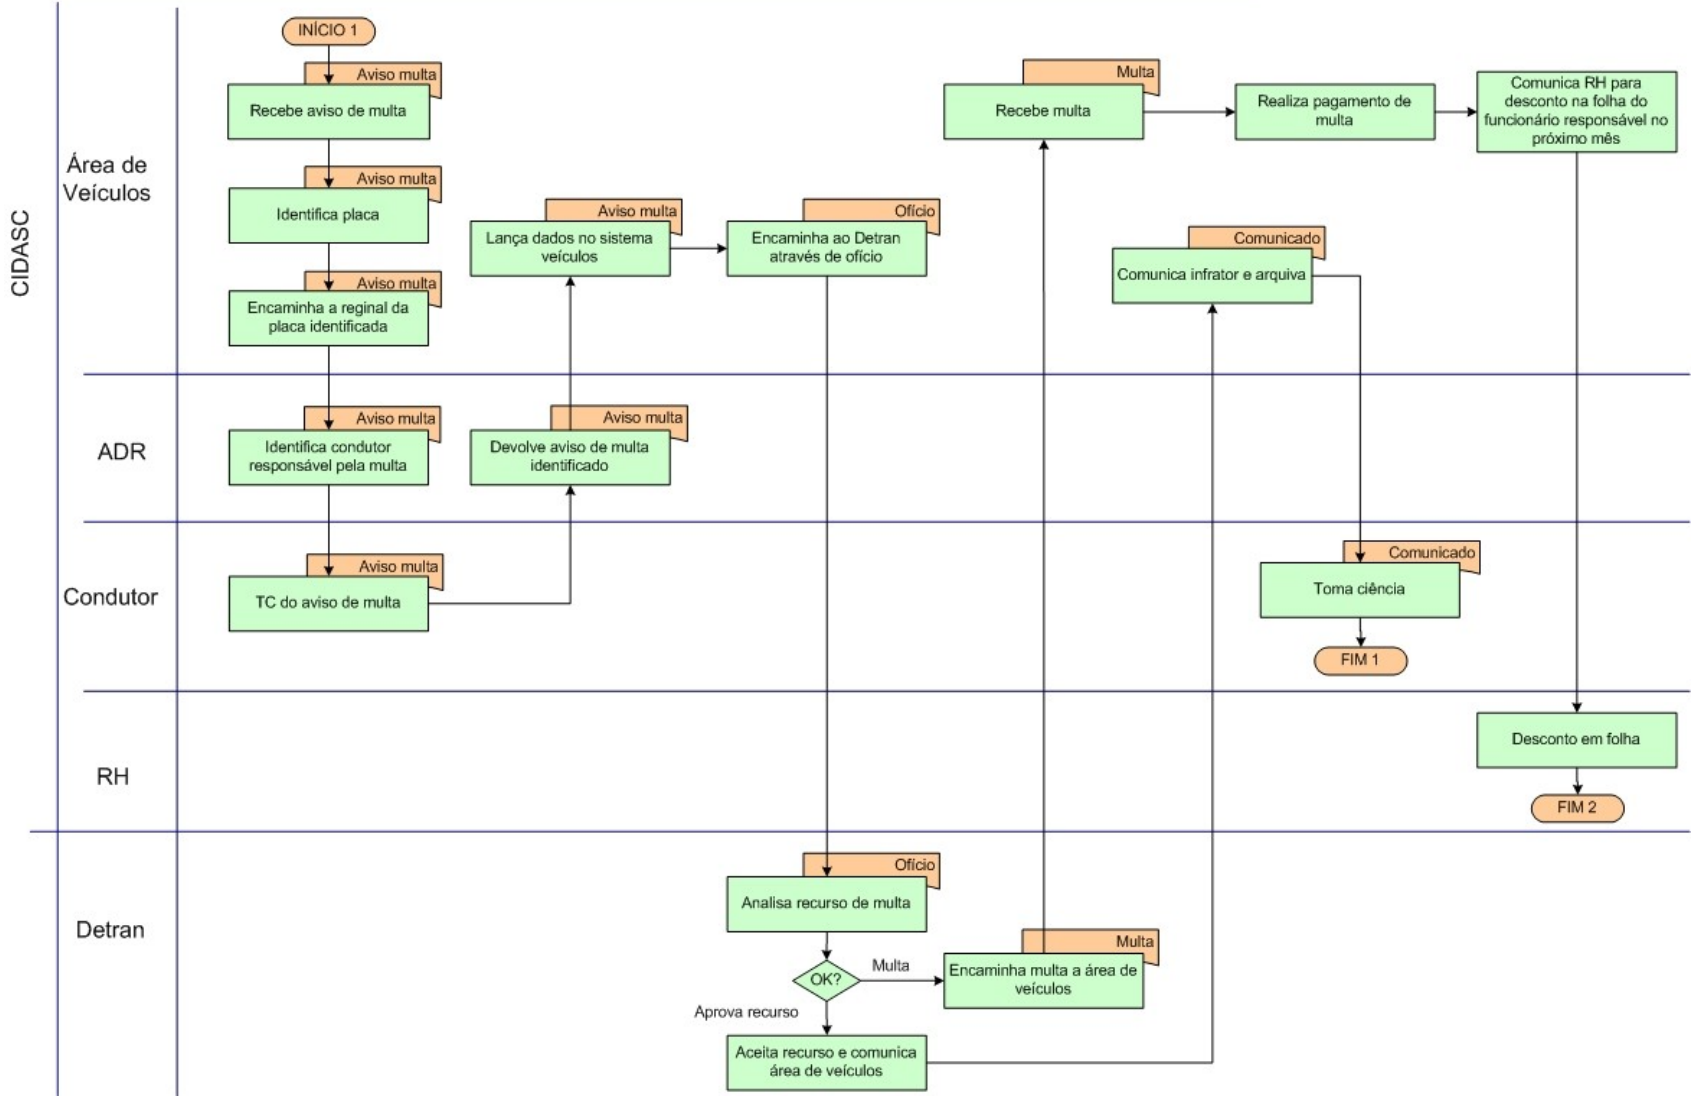 CIDASC
Área de
Veículos
INÍCIO 1
Aviso multa
Recebe aviso de multa
Aviso multa
Identifica placa
Aviso multa
Encaminha a reginal da
placa identificada
Aviso multa
Lança dados no sistema
veículos
Ofício
Encaminha ao Detran
através de ofício
Multa
Recebe multa
Realiza pagamento de
multa
Comunica RH para
desconto na folha do
funcionário responsável no
próximo mês
Comunicado
Comunica infrator e arquiva
ADR
Aviso multa
Identifica condutor
responsável pela multa
Aviso multa
Devolve aviso de multa
identificado
Condutor
Aviso multa
TC do aviso de multa
Comunicado
Toma ciência
FIM 1
RH
Desconto em folha
FIM 2
Detran
Ofício
Analisa recurso de multa
OK?
Multa
Aprova recurso
Multa
Encaminha multa a área de
veículos
Aceita recurso e comunica
área de veículos